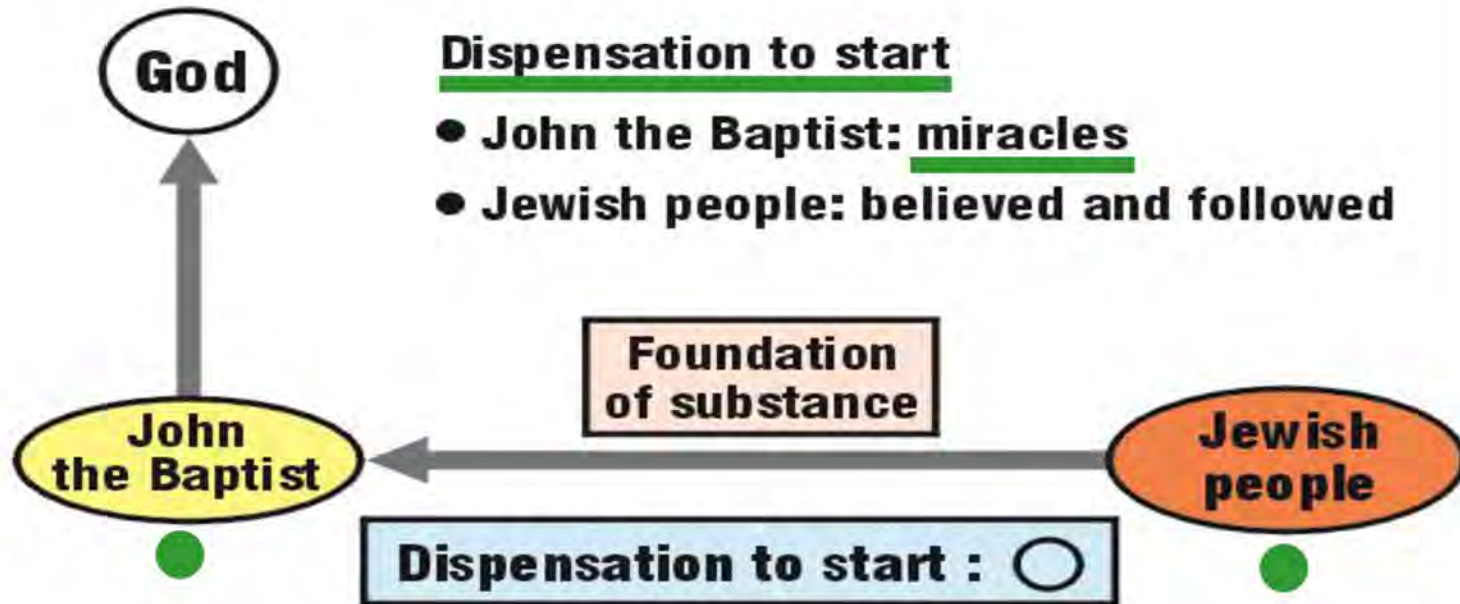 God
Dispensation to start
• John the Baptist: miracles
• Jewish people: believed and followed
Foundation
of substance
John
the Baptist
Jewish
people
Dispensation to start : ○